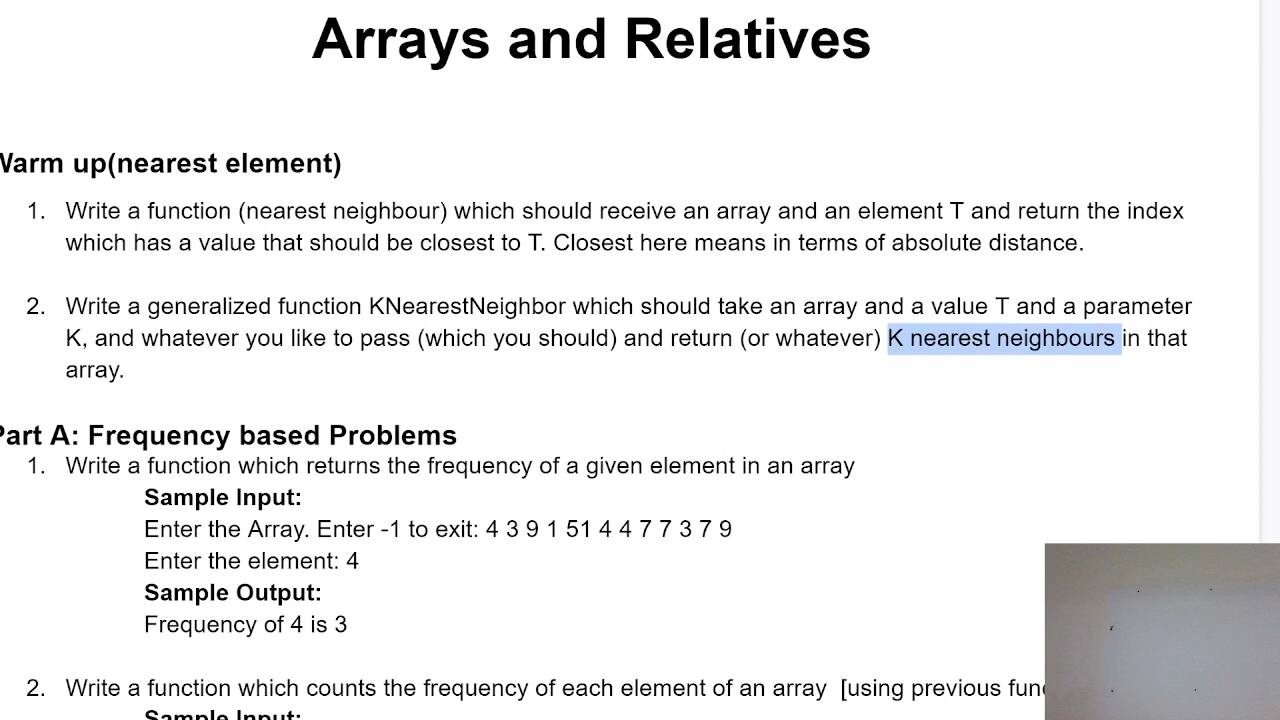 Arrays and Relatives
Warm up(nearest element)
1. Write a function (nearest neighbour) which should receive an array and an element T and return the index
which has a value that should be closest to T. Closest here means in terms of absolute distance.
2. Write a generalized function KNearestNeighbor which should take an array and a value T and a parameter
K, and whatever you like to pass (which you should) and return (or whatever) K nearest neighbours in that
array.
Part A: Frequency based Problems
1. Write a function which returns the frequency of a given element in an array
Sample Input:
Enter the Array. Enter -1 to exit: 4 3 9 1 51 4 4 7 7 3 7 9
Enter the element: 4
Sample Output:
Frequency of 4 is 3
2. Write a function which counts the frequency of each element of an array [using previous
Sample Input: